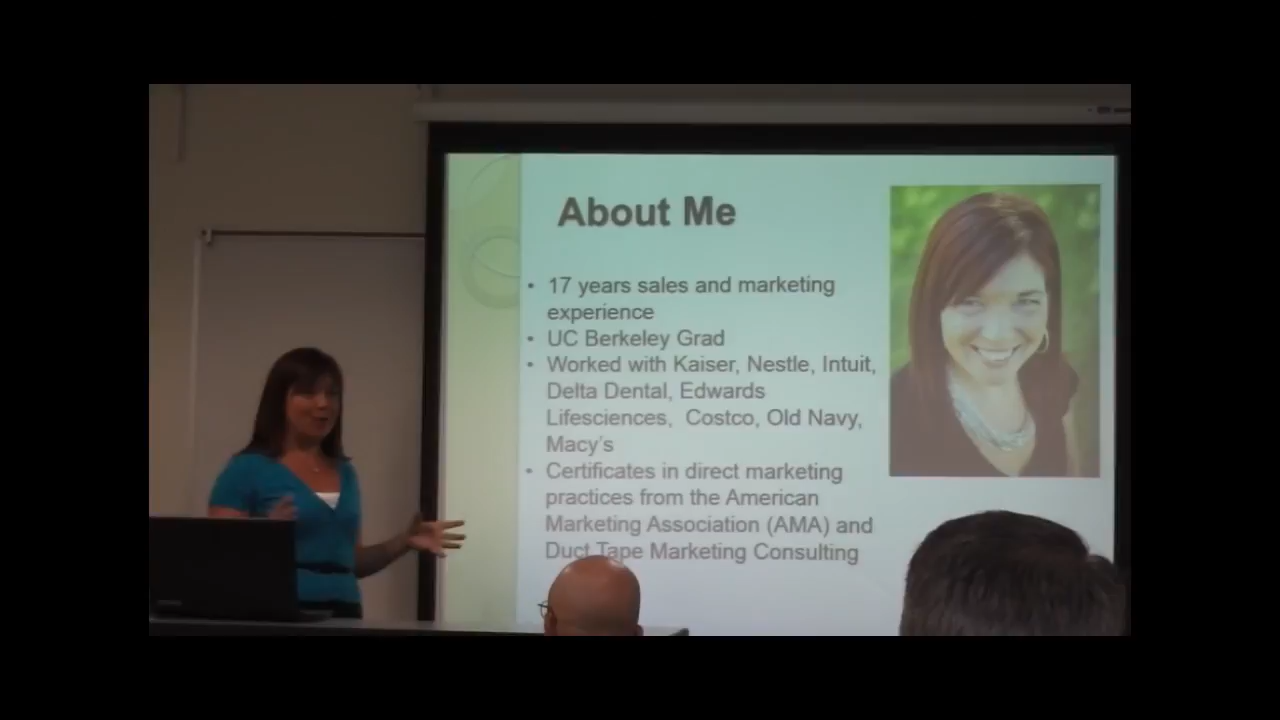 About Me
• 17 years sales and marketing
experience
• UC Berkeley Grad
• Worked with Kaiser, Nestle, Intuit,
Delta Dental, Edwards
Lifesciences, Costco, Old Navy,
Macy's
• Certificates in direct marketing
practices from the American
Marketing Association (AMA) and
Duct Tape Marketing Consulting